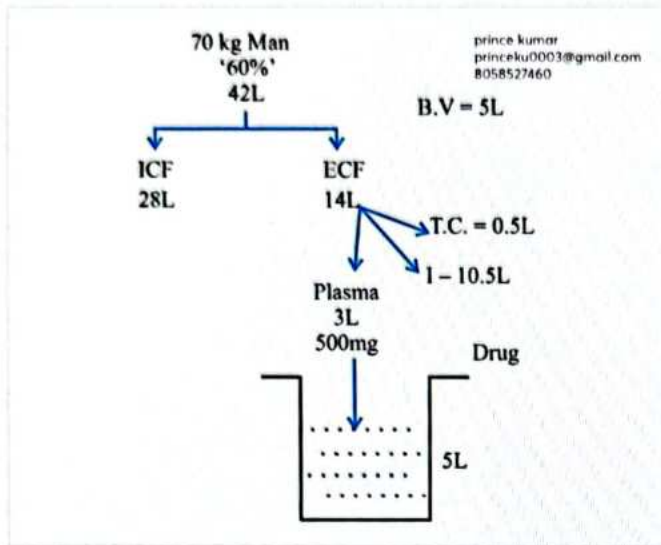 70 kg Man
'60%'
42L
prince kumar
princeku0003@gmail.com
8058527460
B.V = 5L
ICF
28L
ECF
14L
T.C. = 0.5L
I – 10.5L
Plasma
3L
500mg
Drug
5L